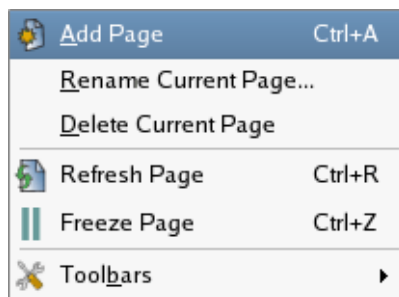 Add Page Ctrl+A
Rename Current Page...
Delete Current Page
Refresh Page Ctrl+R
Freeze Page Ctrl+Z
Toolbars